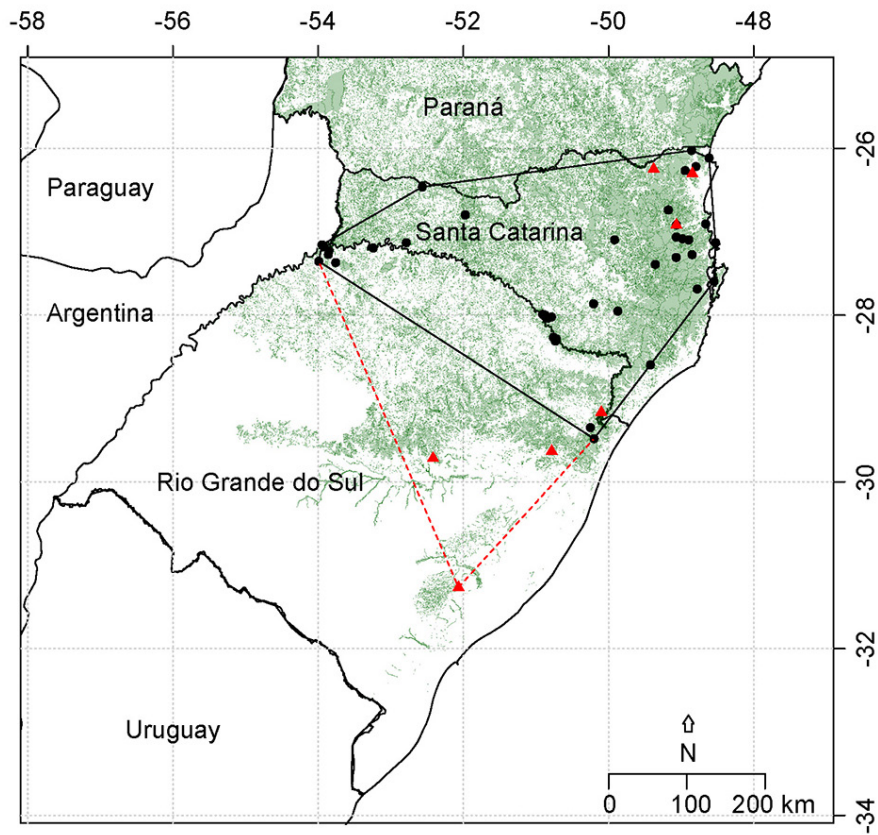 -58 -56 -54 -52 -50 -48
Paraná
-26
Paraguay
Santa Catarina
Argentina
-28
Rio Grande do Sul
-30
-32
Uruguay
N
0 100 200 km
-34